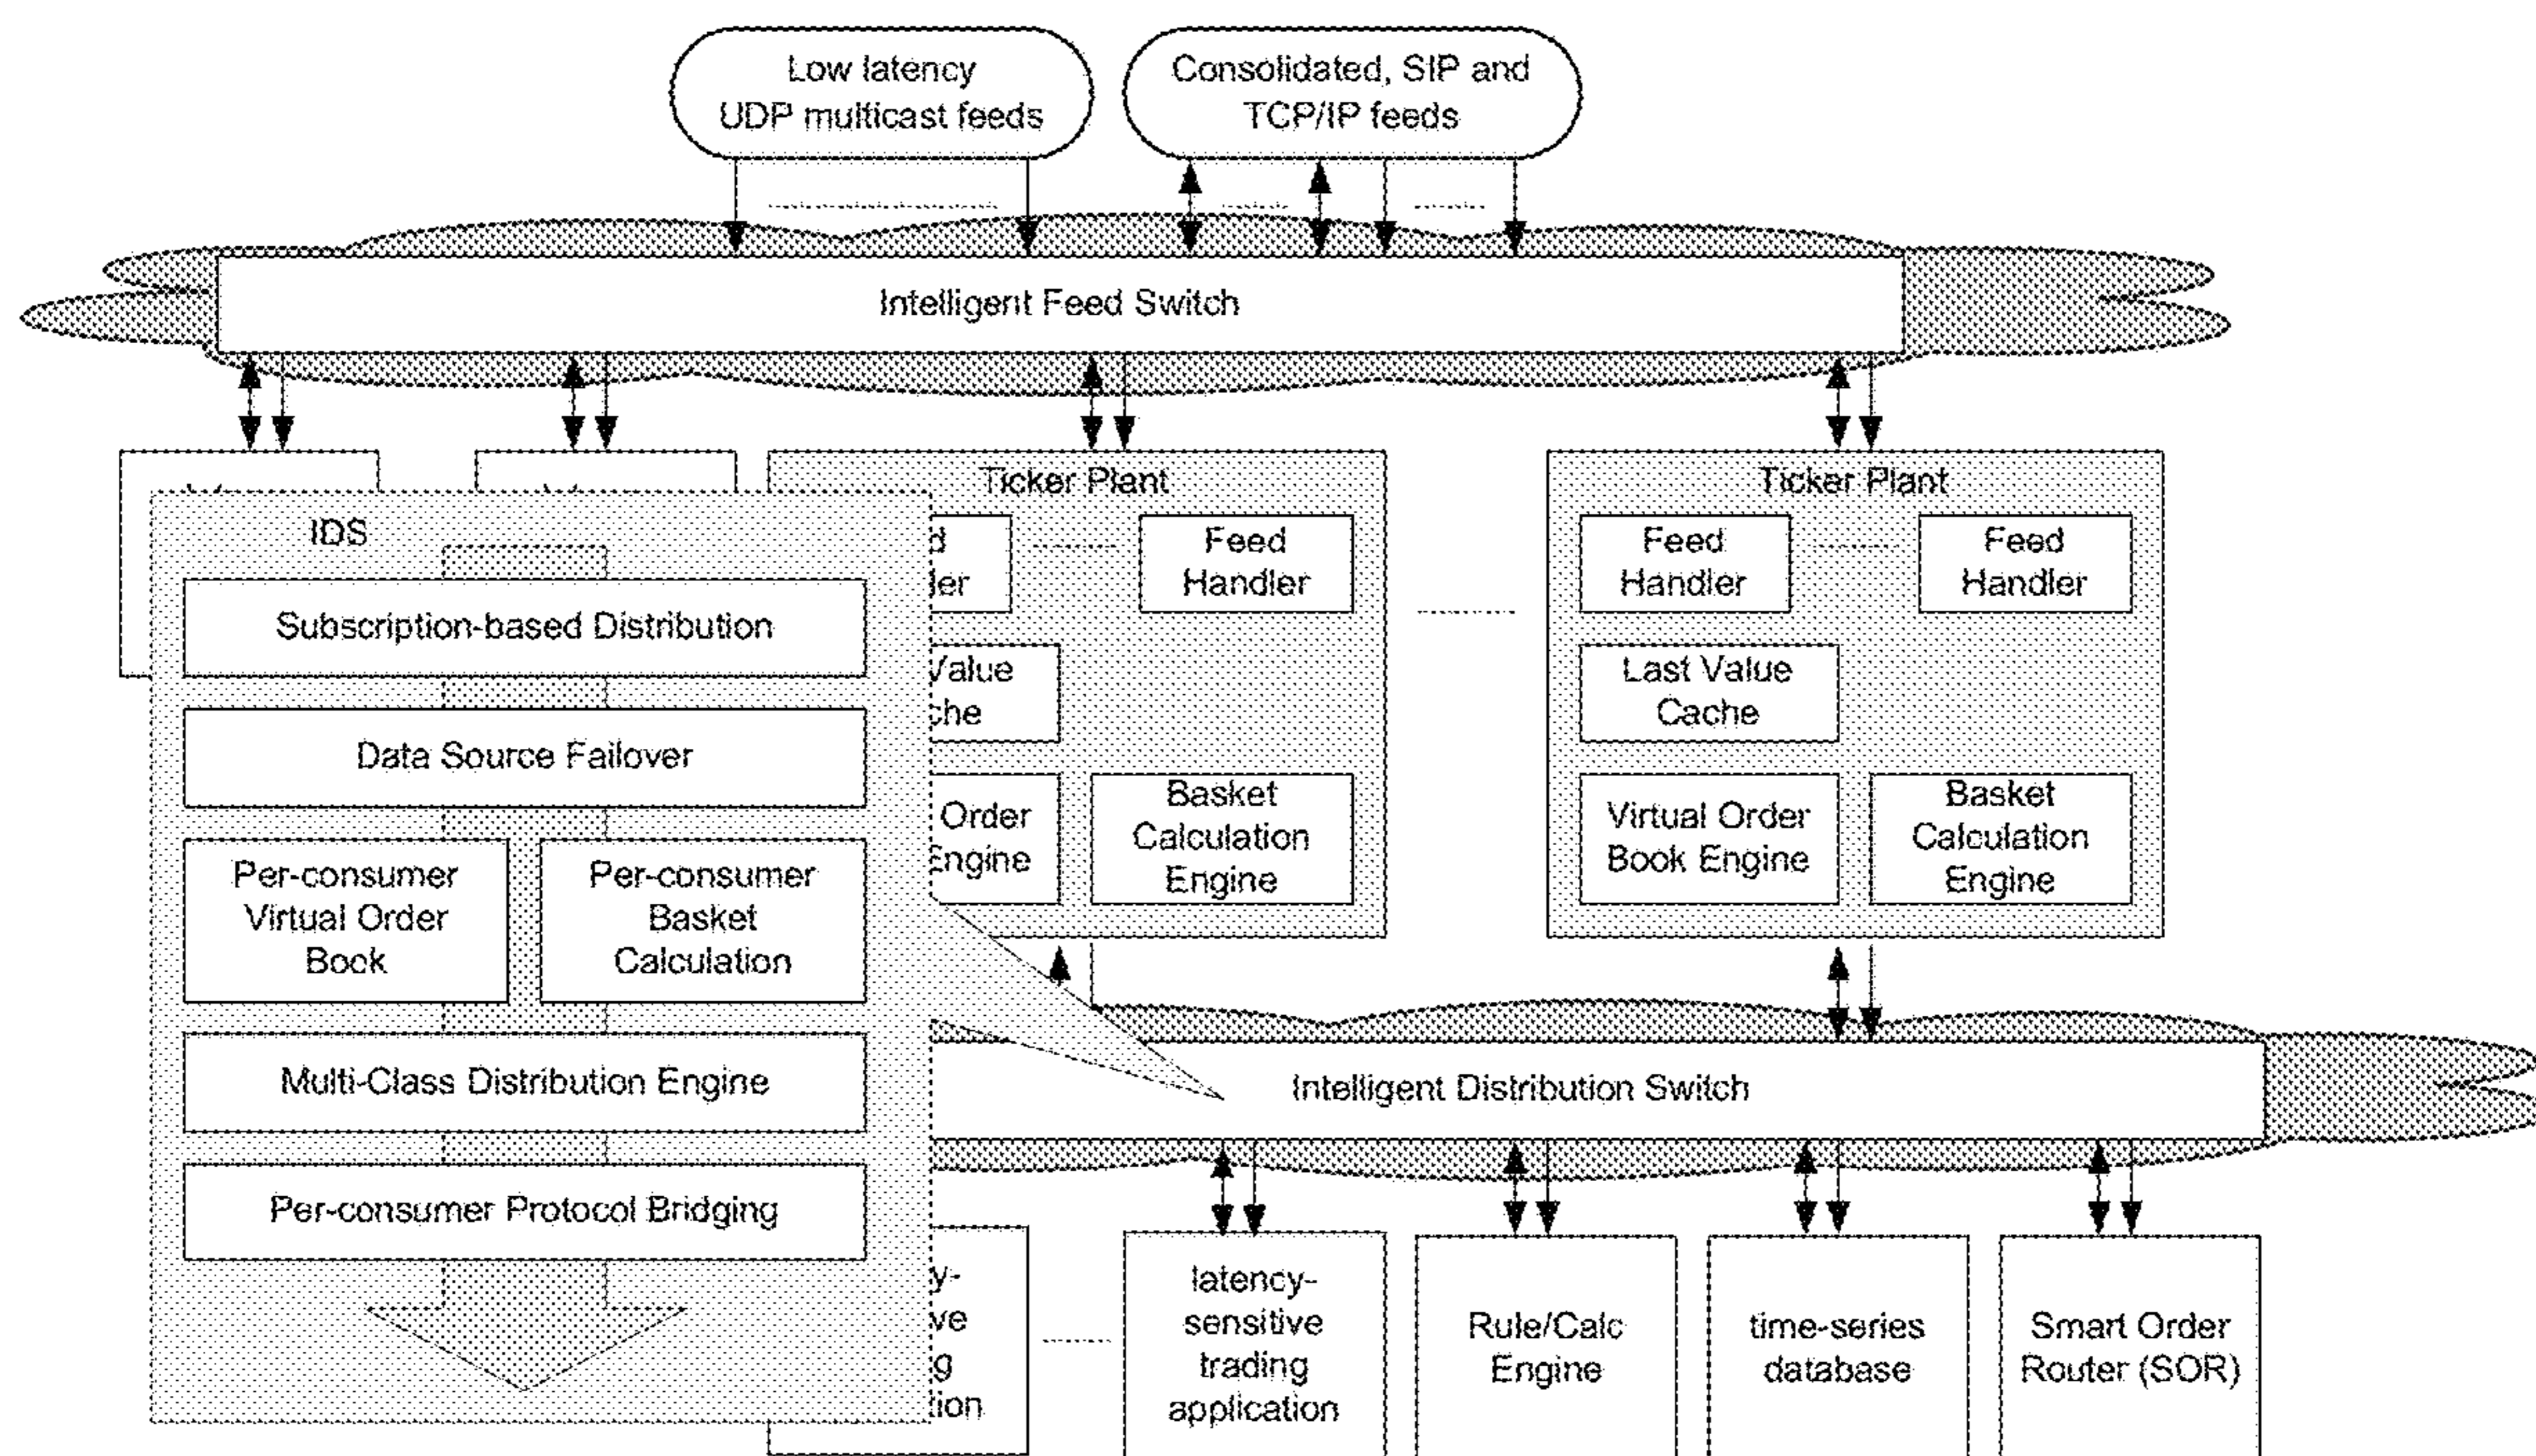 Low latency
UDP multicast feeds
Consolidated, SIP and
TCP/IP feeds
Intelligent Feed Switch
IDS
Subscription-based Distribution
Data Source Failover
Per-consumer
Virtual Order
Book
Per-consumer
Basket
Calculation
Multi-Class Distribution Engine
Per-consumer Protocol Bridging
Ticker Plant
Feed
Handler
Value
Order
Engine
Basket
Calculation
Engine
Ticker Plant
Feed
Handler
Feed
Handler
Last Value
Cache
Virtual Order
Book Engine
Basket
Calculation
Engine
Intelligent Distribution Switch
latency-
sensitive
trading
application
Rule/Calc
Engine
time-series
database
Smart Order
Router (SOR)